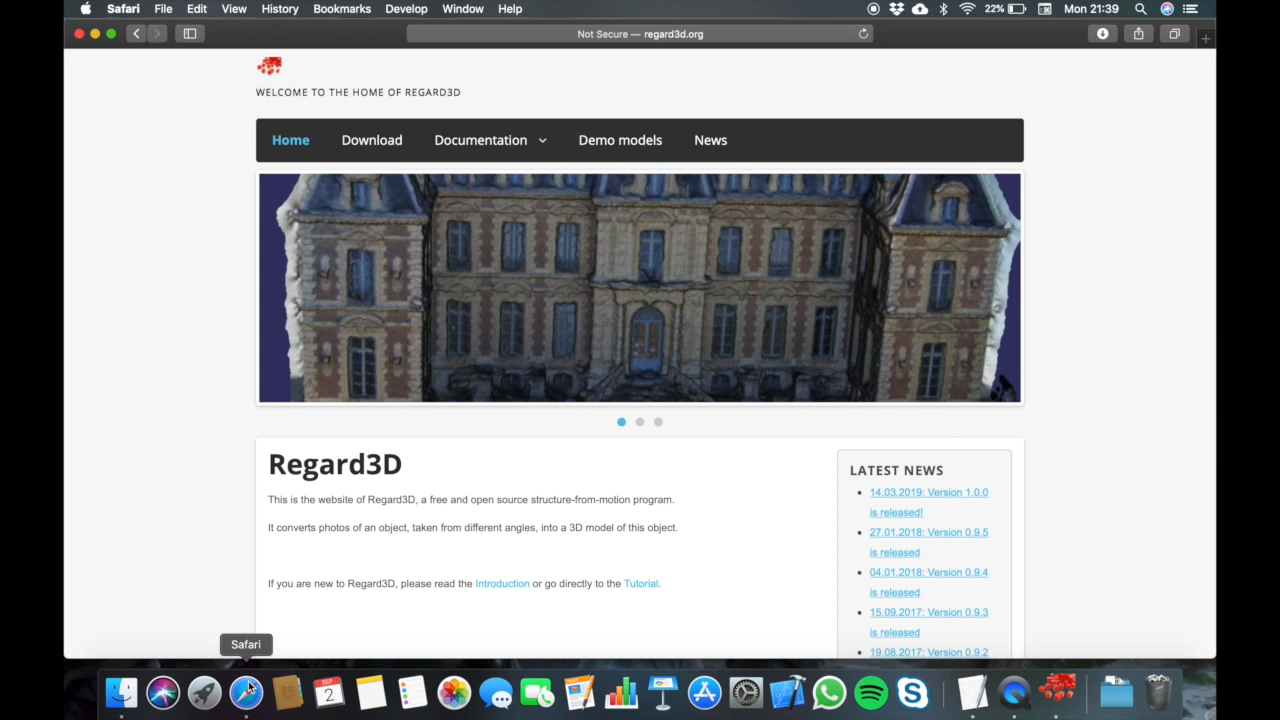 Safari File Edit View History Bookmarks Develop Window Help 22% Mon 21:39
Not Secure — regard3d.org
WELCOME TO THE HOME OF REGARD3D
Home Download Documentation Demo models News
Regard3D
This is the website of Regard3D, a free and open source structure-from-motion program.
It converts photos of an object, taken from different angles, into a 3D model of this object.
If you are new to Regard3D, please read the Introduction or go directly to the Tutorial.
LATEST NEWS
14.03.2019: Version 1.0.0
is released!
27.01.2018: Version 0.9.5
is released
04.01.2018: Version 0.9.4
is released
15.09.2017: Version 0.9.3
is released
19.08.2017: Version 0.9.2
Safari
SEP
2